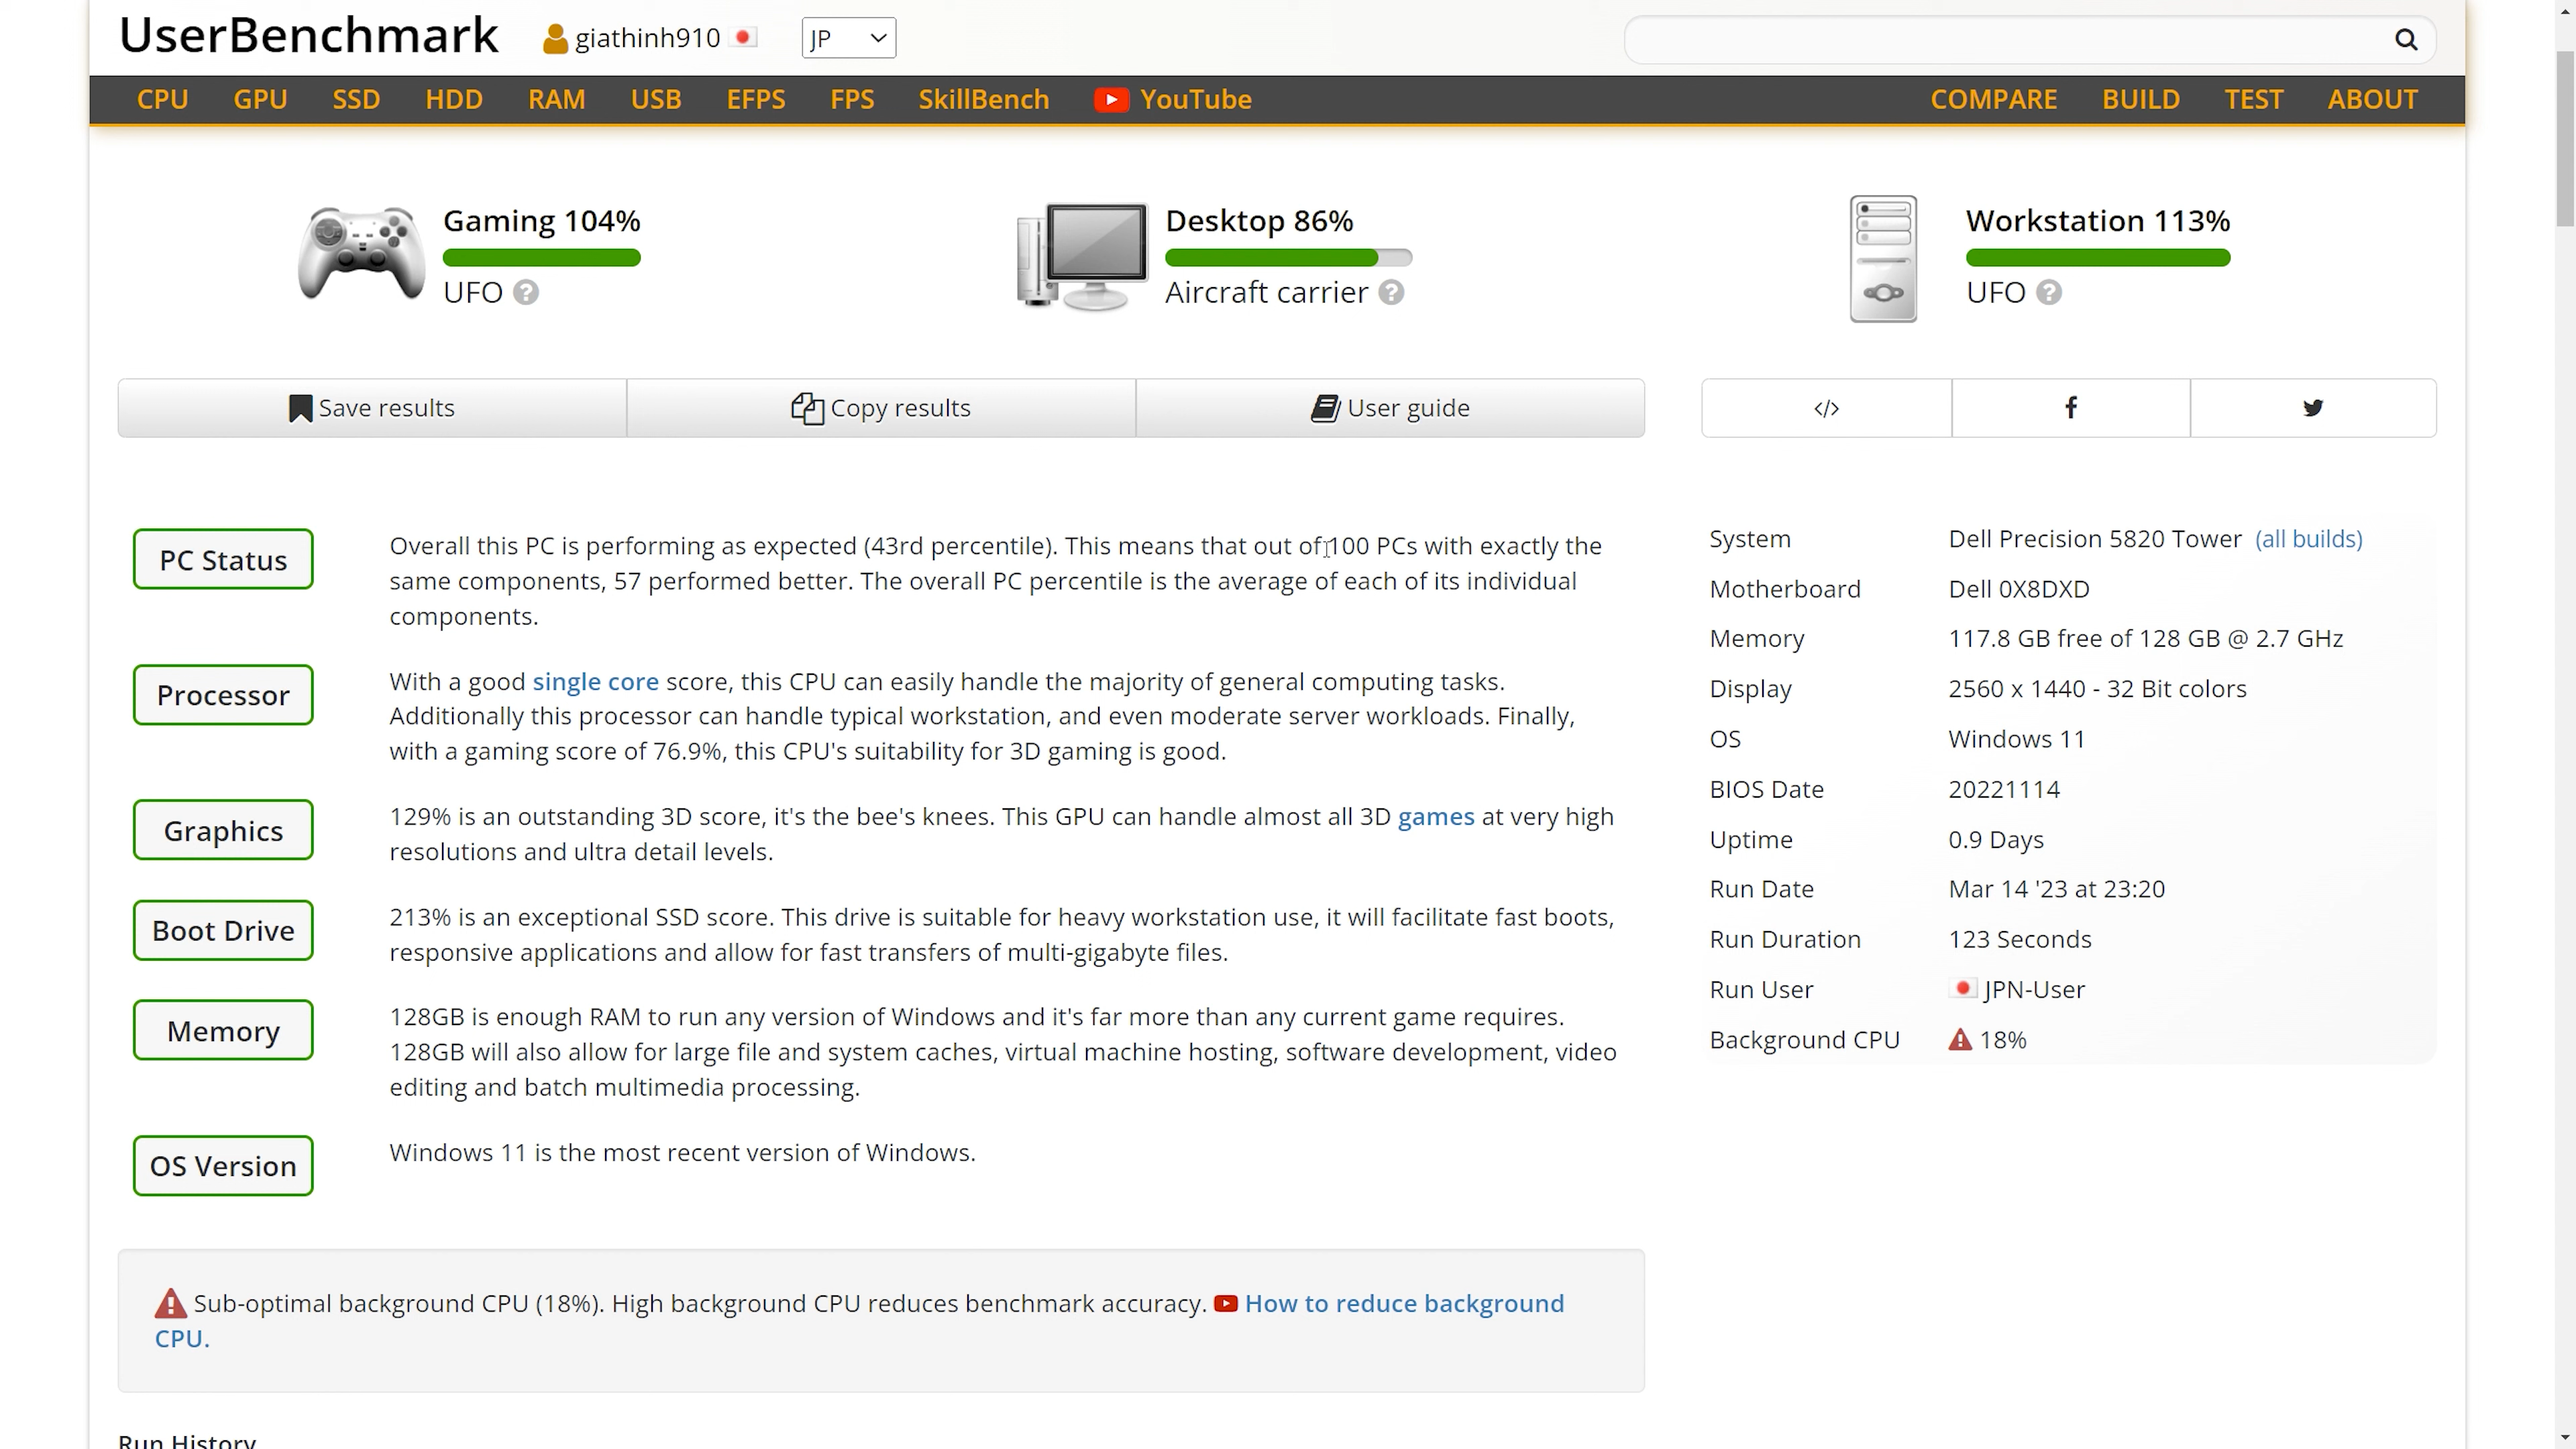 UserBenchmark giathinh910 JP
CPU GPU SSD HDD RAM USB EFPS FPS SkillBench YouTube COMPARE BUILD TEST ABOUT
Gaming 104%
UFO
Desktop 86%
Aircraft carrier
Workstation 113%
UFO
Save results Copy results User guide
PC Status
Overall this PC is performing as expected (43rd percentile). This means that out of 100 PCs with exactly the
same components, 57 performed better. The overall PC percentile is the average of each of its individual
components.
Processor
With a good single core score, this CPU can easily handle the majority of general computing tasks.
Additionally this processor can handle typical workstation, and even moderate server workloads. Finally,
with a gaming score of 76.9%, this CPU's suitability for 3D gaming is good.
Graphics
129% is an outstanding 3D score, it's the bee's knees. This GPU can handle almost all 3D games at very high
resolutions and ultra detail levels.
Boot Drive
213% is an exceptional SSD score. This drive is suitable for heavy workstation use, it will facilitate fast boots,
responsive applications and allow for fast transfers of multi-gigabyte files.
Memory
128GB is enough RAM to run any version of Windows and it's far more than any current game requires.
128GB will also allow for large file and system caches, virtual machine hosting, software development, video
editing and batch multimedia processing.
OS Version
Windows 11 is the most recent version of Windows.
System Dell Precision 5820 Tower (all builds)
Motherboard Dell 0X8DXD
Memory 117.8 GB free of 128 GB @ 2.7 GHz
Display 2560 x 1440 - 32 Bit colors
OS Windows 11
BIOS Date 20221114
Uptime 0.9 Days
Run Date Mar 14 '23 at 23:20
Run Duration 123 Seconds
Run User JPN-User
Background CPU 18%
Sub-optimal background CPU (18%). High background CPU reduces benchmark accuracy. How to reduce background
CPU.
Run History